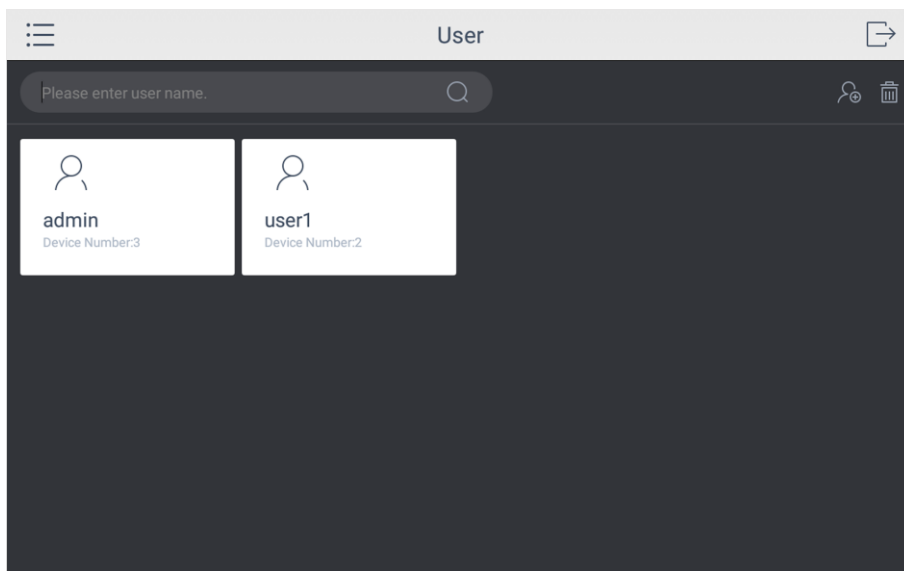 User
Please enter user name.
admin
Device Number:3
user1
Device Number:2